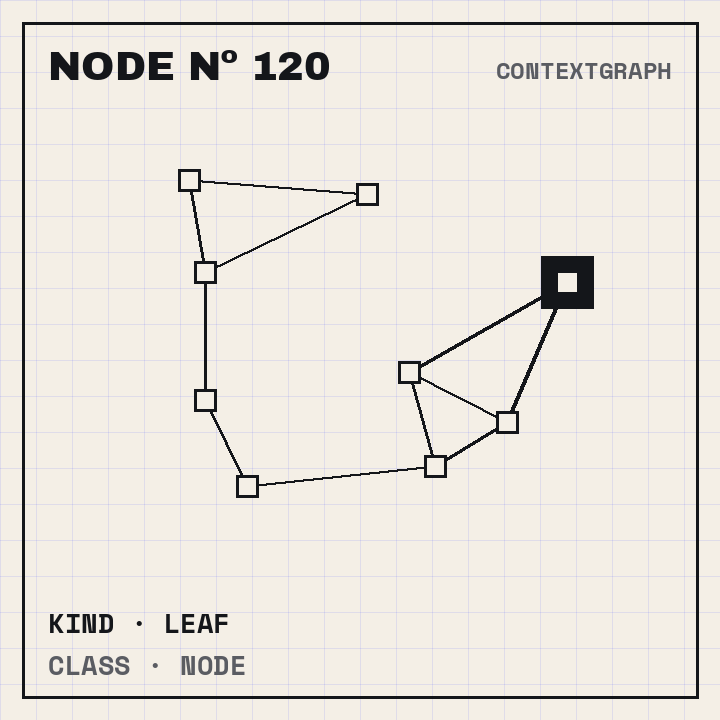 NODE Nº 120
CONTEXTGRAPH
KIND · LEAF
CLASS · NODE